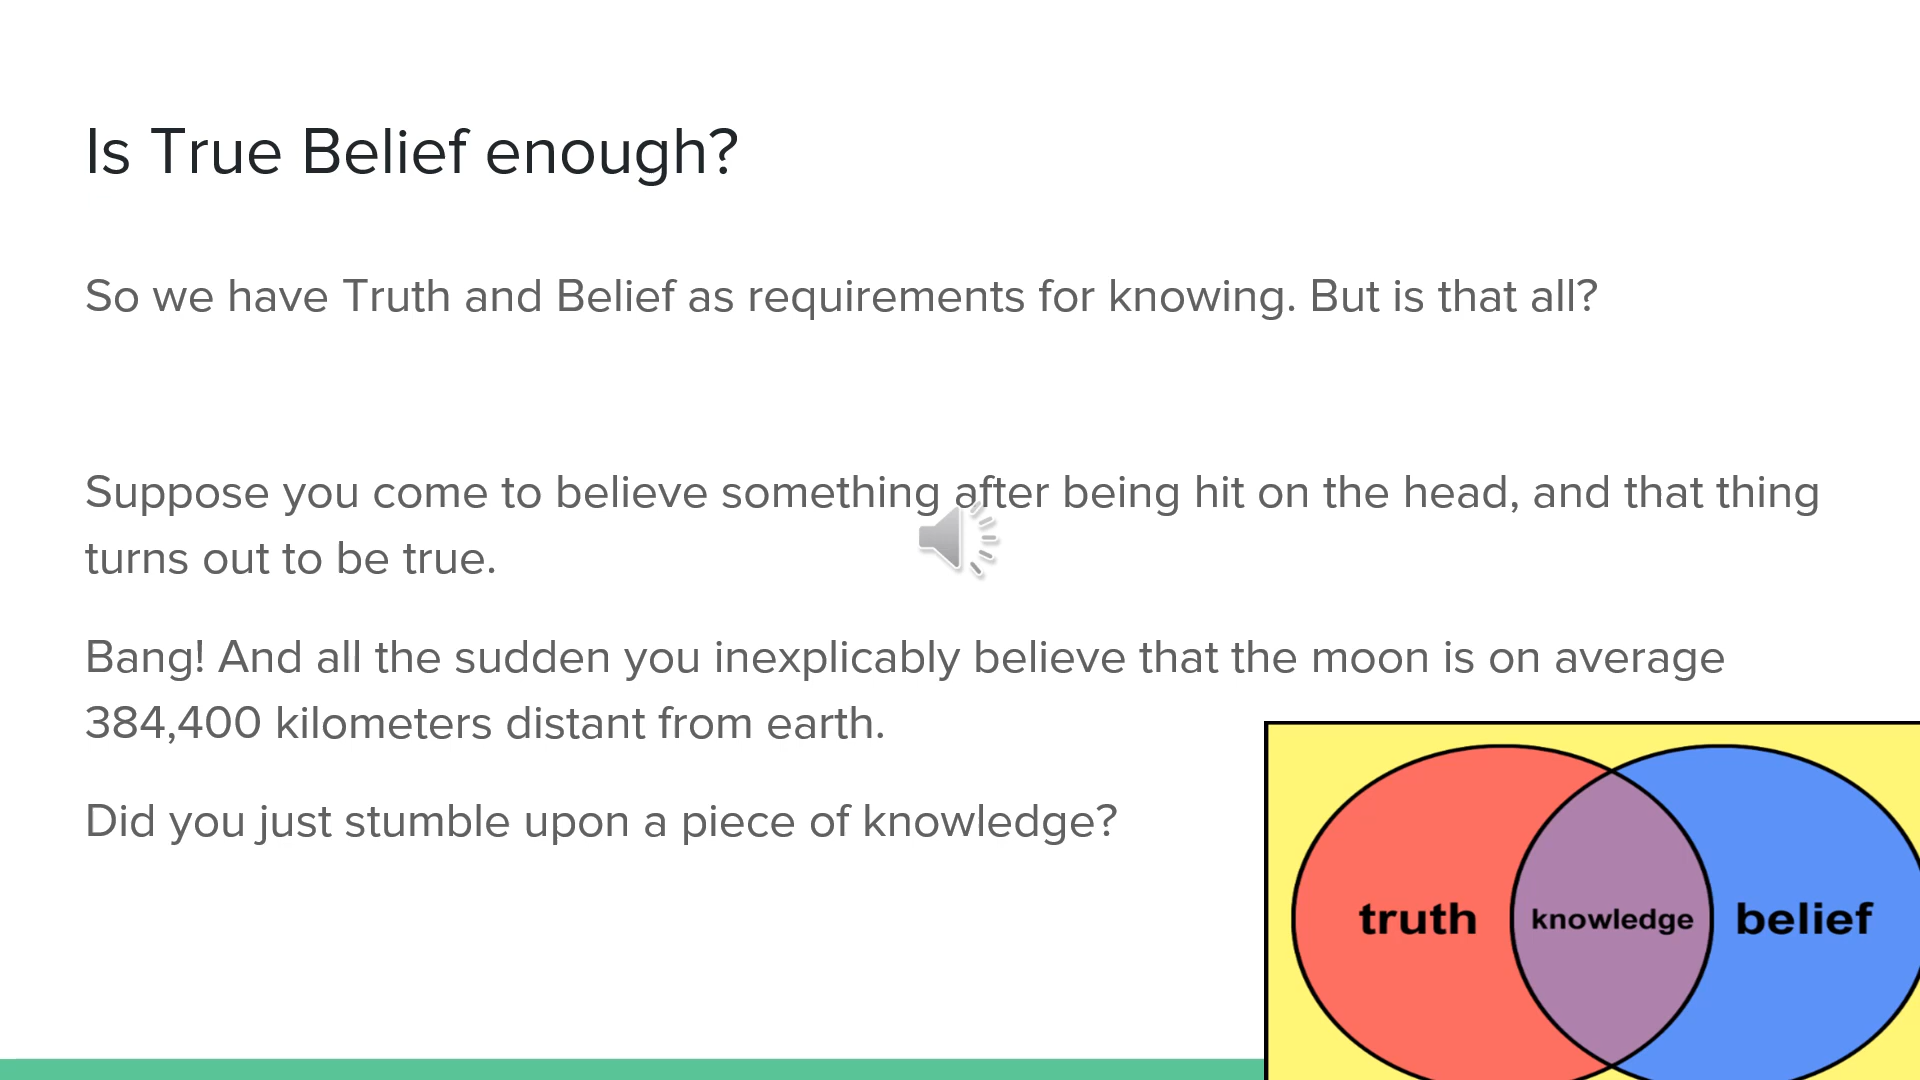 Is True Belief enough?
So we have Truth and Belief as requirements for knowing. But is that all?
Suppose you come to believe something after being hit on the head, and that thing
turns out to be true.
Bang! And all the sudden you inexplicably believe that the moon is on average
384,400 kilometers distant from earth.
Did you just stumble upon a piece of knowledge?
truth knowledge belief